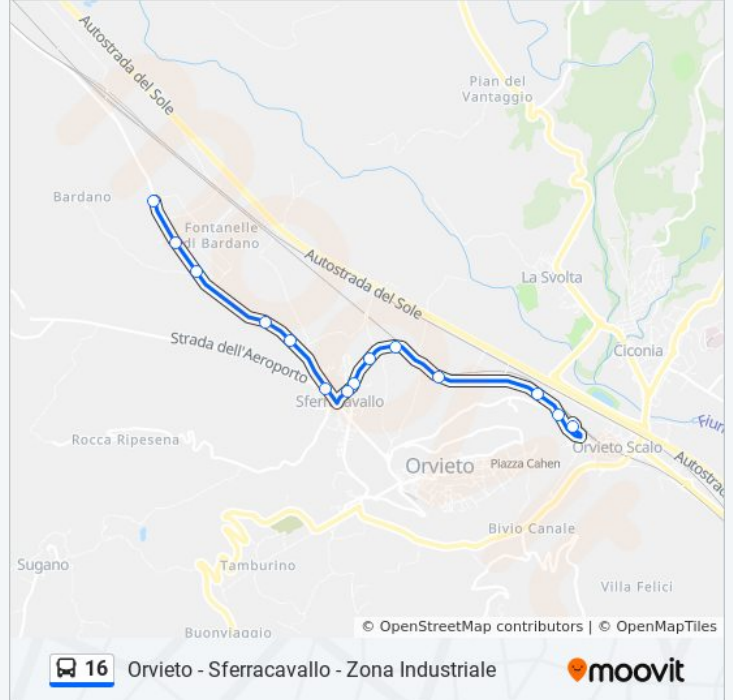 Autostrada del Sole
Pian del
Vantaggio
Bardano
Fontanelle
di Bardano
Autostrada del Sole
La Svolta
Strada dell'Aeroporto
Ciconia
Sferracavallo
Fium
Rocca Ripesena
Orvieto Scalo
Orvieto
Piazza Cahen
Autostrad
Bivio Canale
Sugano
Tamburino
Villa Felici
Buonviaggio
© OpenStreetMap contributors | © OpenMapTiles
16 Orvieto - Sferracavallo - Zona Industriale
moovit